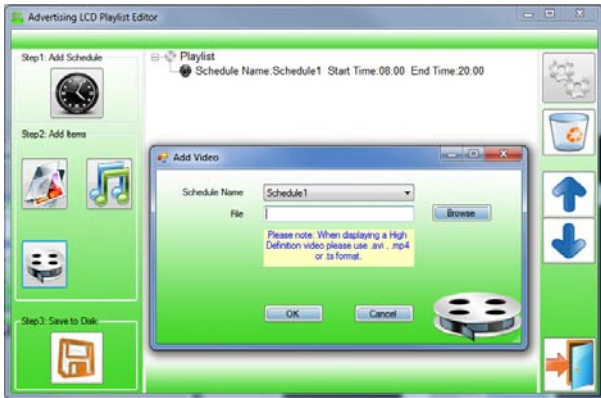 Advertising LCD Playlist Editor
Step1: Add Schedule
Playlist
Schedule Name:Schedule1 Start Time:08:00 End Time:20:00
Step2: Add Items
Add Video
Schedule Name
Schedule1
File
Browse
Please note: When displaying a High
Defintion video please use .avi , .mp4
or .ts format.
OK
Cancel
Step3: Save to Disk: